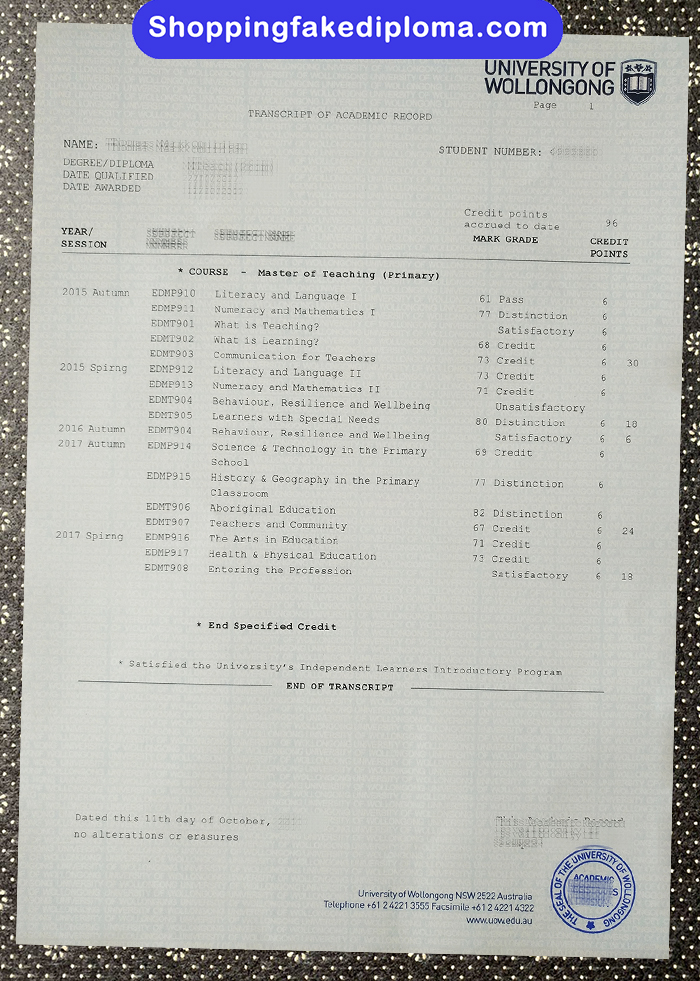 Shoppingfakediploma.com
UNIVERSITY OF
WOLLONGONG
Page 1
TRANSCRIPT OF ACADEMIC RECORD
NAME:
STUDENT NUMBER:
DEGREE/DIPLOMA
DATE QUALIFIED
DATE AWARDED
Credit points
accrued to date 96
YEAR/
SESSION
MARK GRADE CREDIT
POINTS
* COURSE - Master of Teaching (Primary)
2015 Autumn EDMP910 Literacy and Language I 61 Pass 6
EDMP911 Numeracy and Mathematics I 77 Distinction 6
EDMT901 What is Teaching? Satisfactory 6
EDMT902 What is Learning? 68 Credit 6
EDMT903 Communication for Teachers 73 Credit 6 30
2015 Spirng EDMP912 Literacy and Language II 73 Credit 6
EDMP913 Numeracy and Mathematics II 71 Credit 6
EDMT904 Behaviour, Resilience and Wellbeing Unsatisfactory
EDMT905 Learners with Special Needs 80 Distinction 6 18
2016 Autumn EDMT904 Behaviour, Resilience and Wellbeing Satisfactory 6 6
2017 Autumn EDMP914 Science & Technology in the Primary 69 Credit 6
School
EDMP915 History & Geography in the Primary 77 Distinction 6
Classroom
EDMT906 Aboriginal Education 82 Distinction 6
EDMT907 Teachers and Community 67 Credit 6 24
2017 Spirng EDMP916 The Arts in Education 71 Credit 6
EDMP917 Health & Physical Education 73 Credit 6
EDMT908 Entoring the Profession Satisfactory 6 18
* End Specified Credit
* Satisfied the University's Independent Learners Introductory Program
END OF TRANSCRIPT
Dated this 11th day of October,
no alterations or erasures
University of Wollongong NSW 2522 Australia
Telephone +61 2 4221 3555 Facsimile +61 2 4221 4322
www.uow.edu.au
THE SEAL OF THE UNIVERSITY OF WOLLONGONG
ACADEMIC